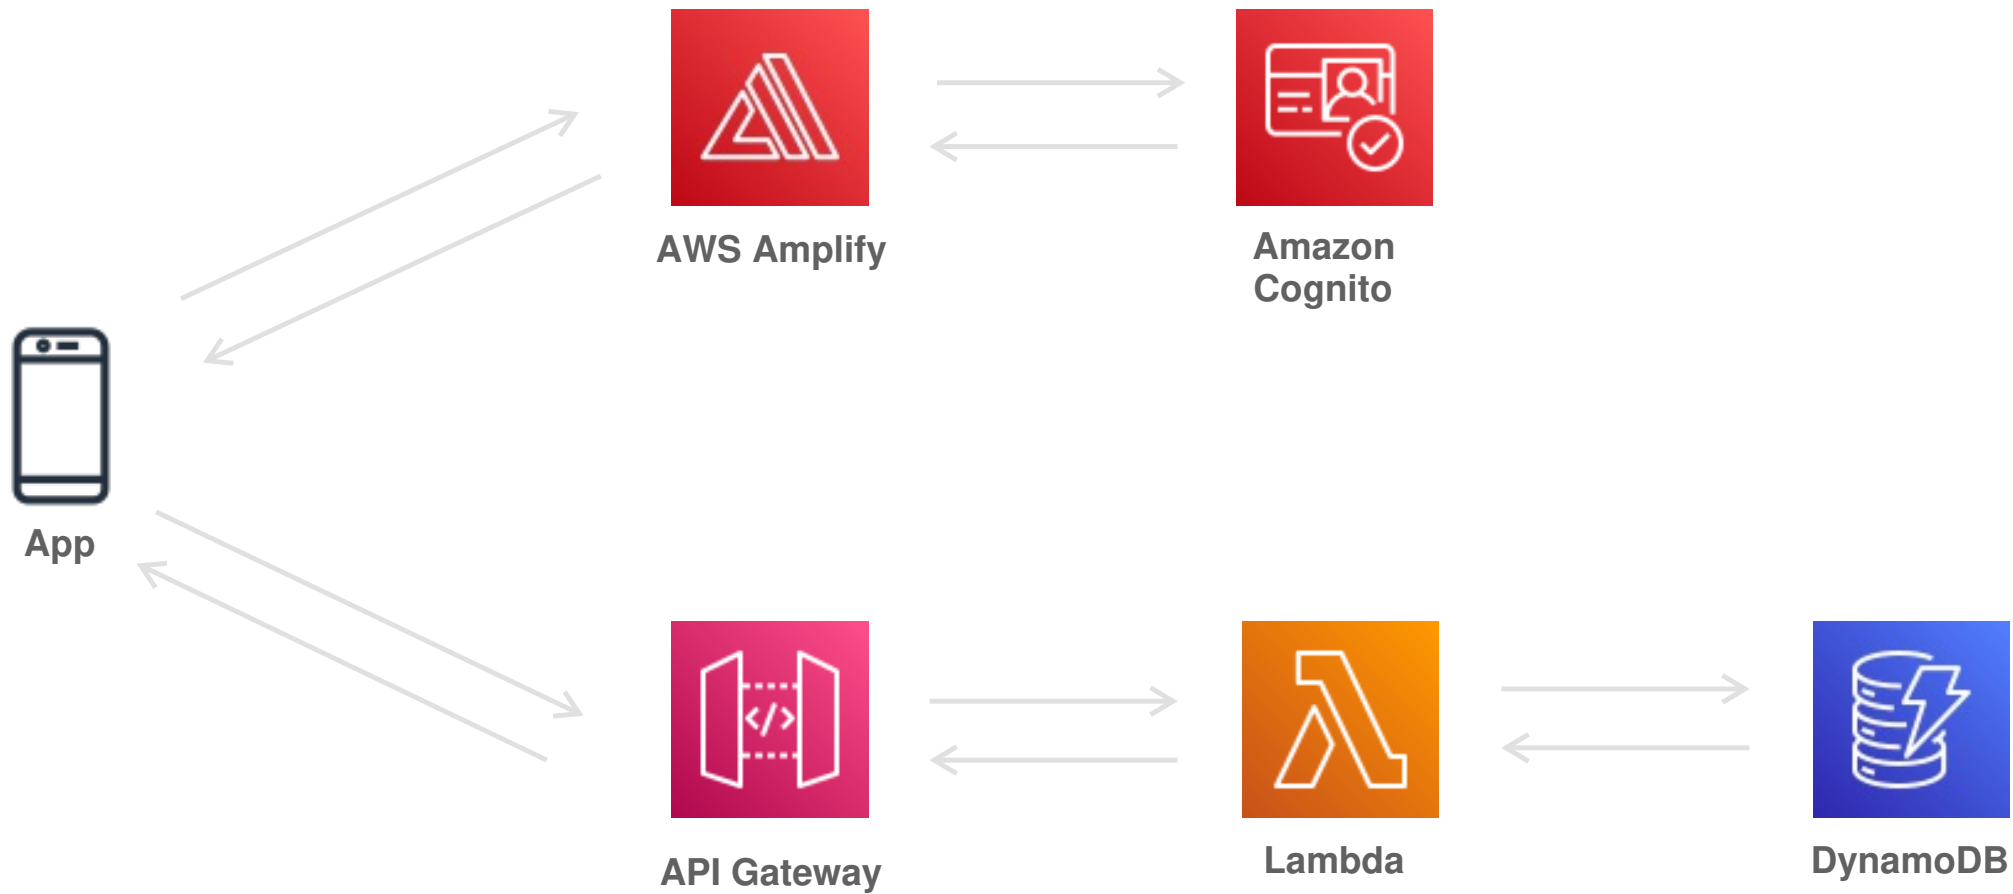 AWS Amplify
Amazon
Cognito
App
</>
API Gateway
Lambda
DynamoDB